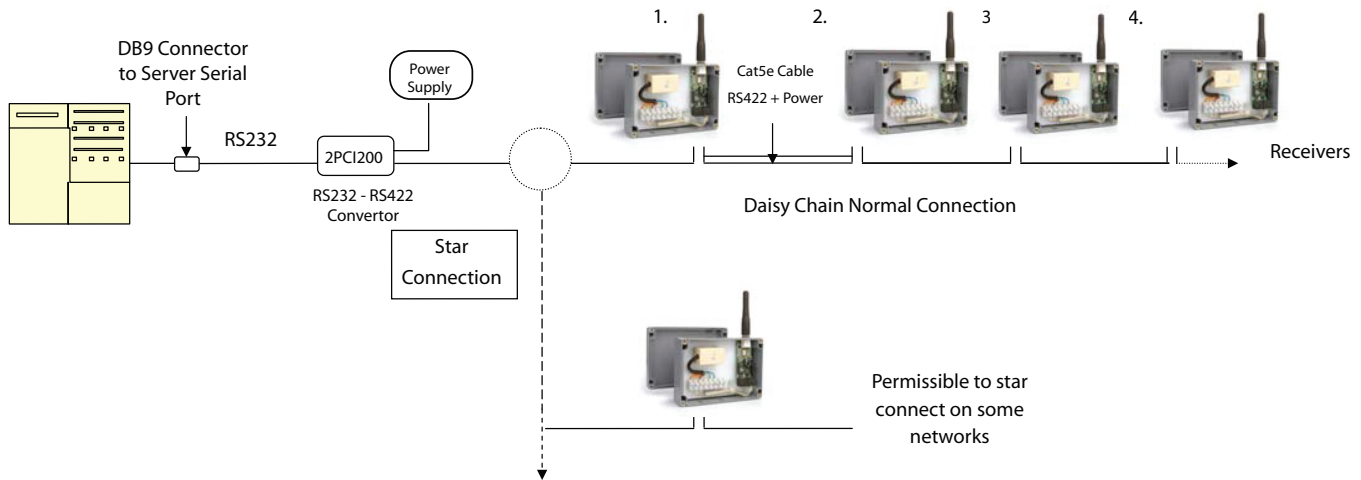 DB9 Connector
to Server Serial
Port
RS232
Power
Supply
2PCI200
RS232 - RS422
Convertor
Star
Connection
1.
2.
3
4.
Cat5e Cable
RS422 + Power
Receivers
Daisy Chain Normal Connection
Permissible to star
connect on some
networks